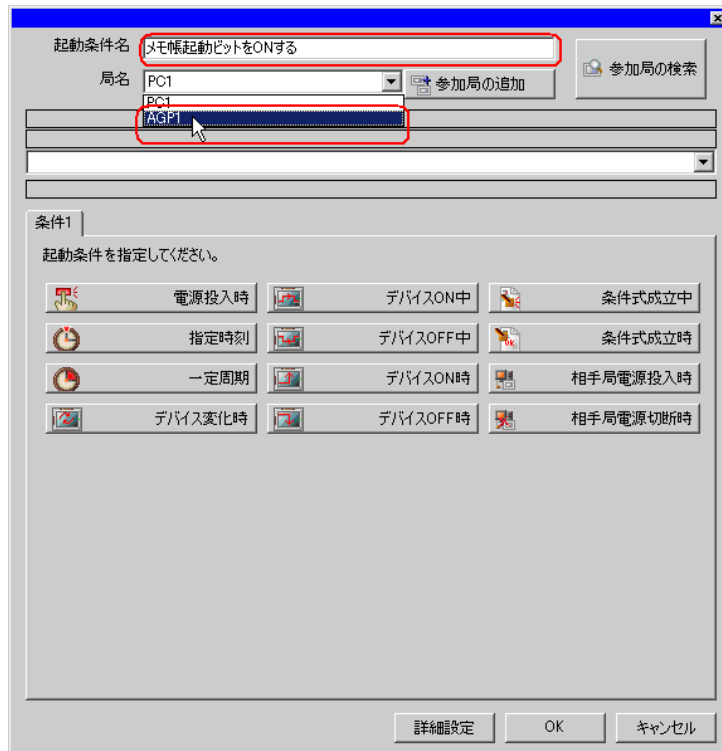 起動条件名 メモ帳起動ビットをONする
局名 PC1 参加局の追加 参加局の検索
PC1
AGP1
条件1
起動条件を指定してください。
電源投入時 デバイスON中 条件式成立中
指定時刻 デバイスOFF中 条件式成立時
一定周期 デバイスON時 相手局電源投入時
デバイス変化時 デバイスOFF時 相手局電源切断時
詳細設定 OK キャンセル